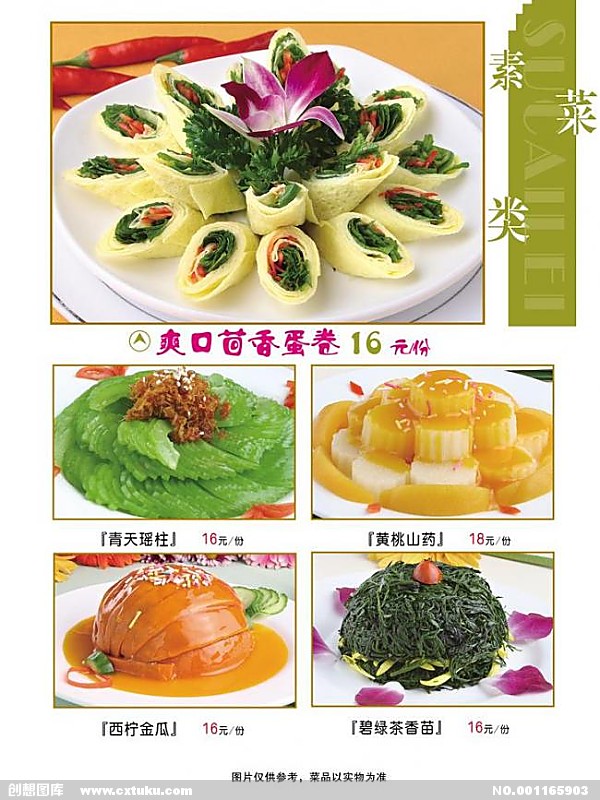 素菜类
SUCAILEI
爽口茴香蛋卷 16 元/份
『青天瑶柱』 16元/份
『黄桃山药』 18元/份
『西柠金瓜』 16元/份
『碧绿茶香苗』 16元/份
图片仅供参考，菜品以实物为准
创想图库 www.cxtuku.com
NO.001165903